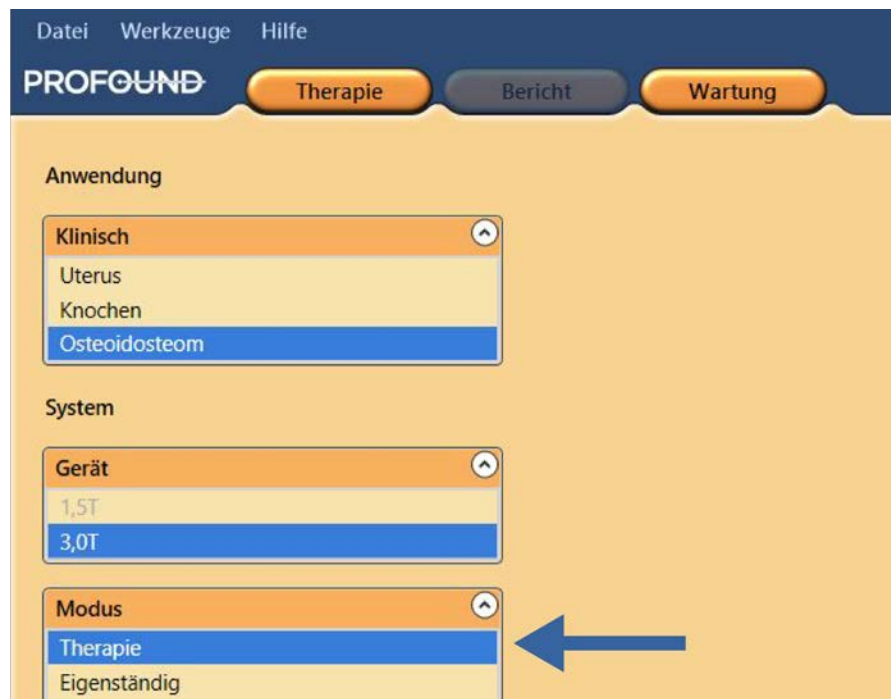 Datei Werkzeuge Hilfe
PROFOUND Therapie Bericht Wartung
Anwendung
Klinisch
Uterus
Knochen
Osteoidosteom
System
Gerät
1,5T
3,0T
Modus
Therapie
Eigenständig